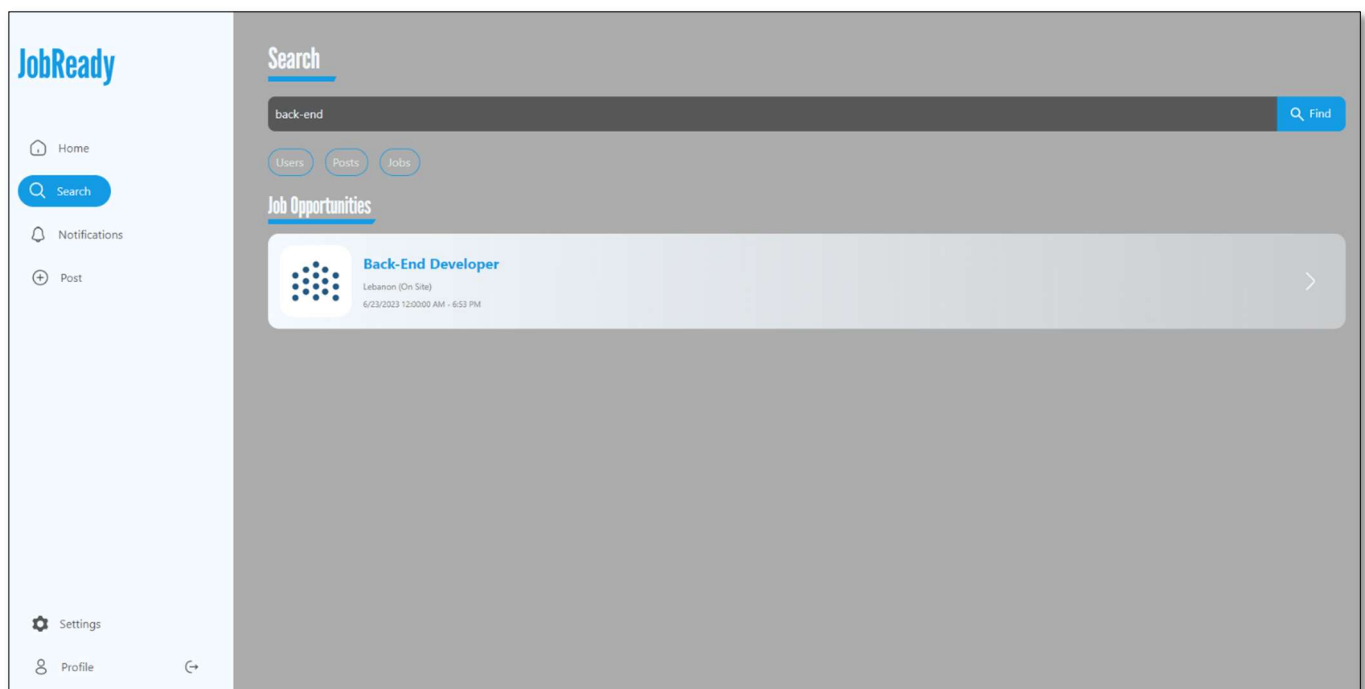 JobReady
Home
Search
Notifications
Post
Settings
Profile
Search
back-end
Find
Users Posts Jobs
Job Opportunities
Back-End Developer
Lebanon (On Site)
6/23/2023 12:00:00 AM - 6:53 PM